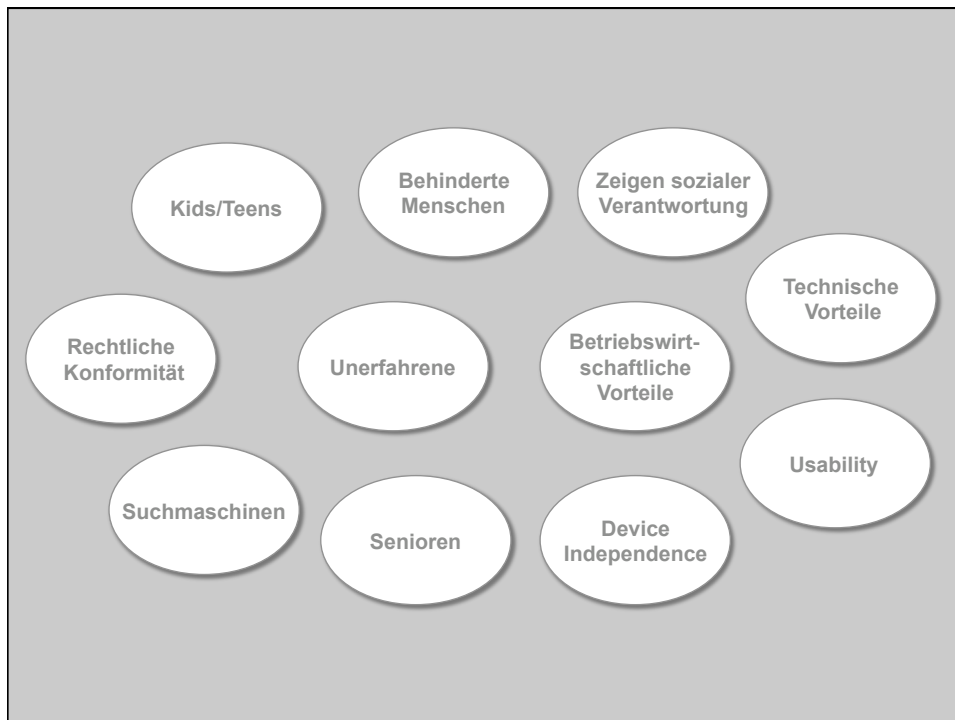 Kids/Teens
Behinderte
Menschen
Zeigen sozialer
Verantwortung
Technische
Vorteile
Rechtliche
Konformität
Unerfahrene
Betriebswirt-
schaftliche
Vorteile
Usability
Suchmaschinen
Senioren
Device
Independence